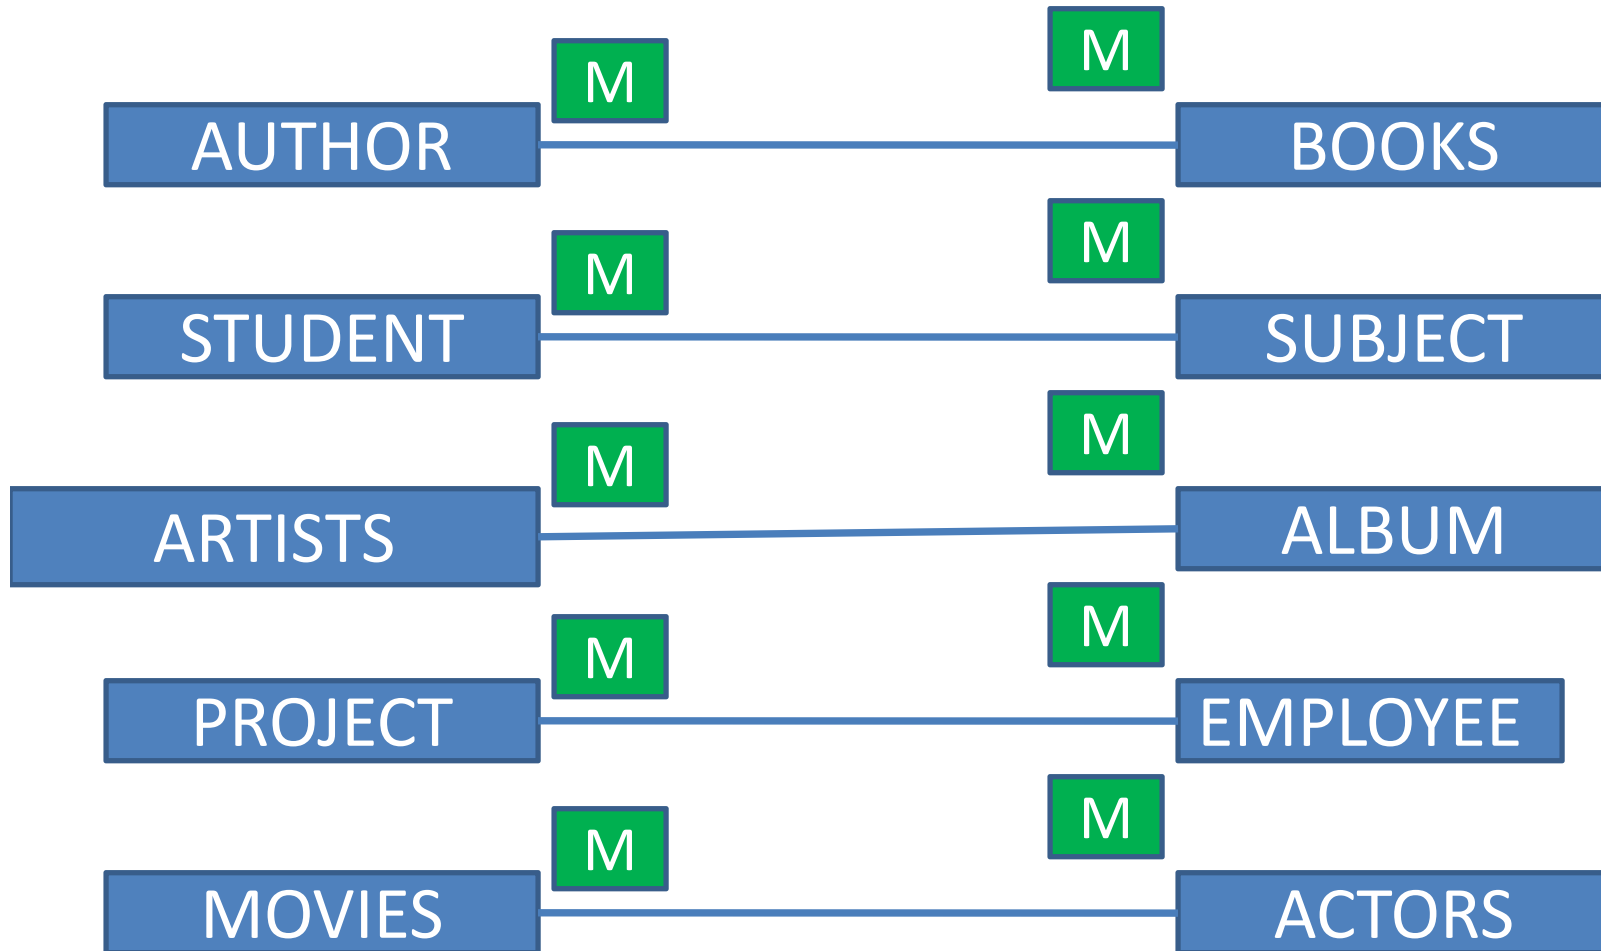 M M
AUTHOR BOOKS
M M
STUDENT SUBJECT
M M
ARTISTS ALBUM
M M
PROJECT EMPLOYEE
M M
MOVIES ACTORS